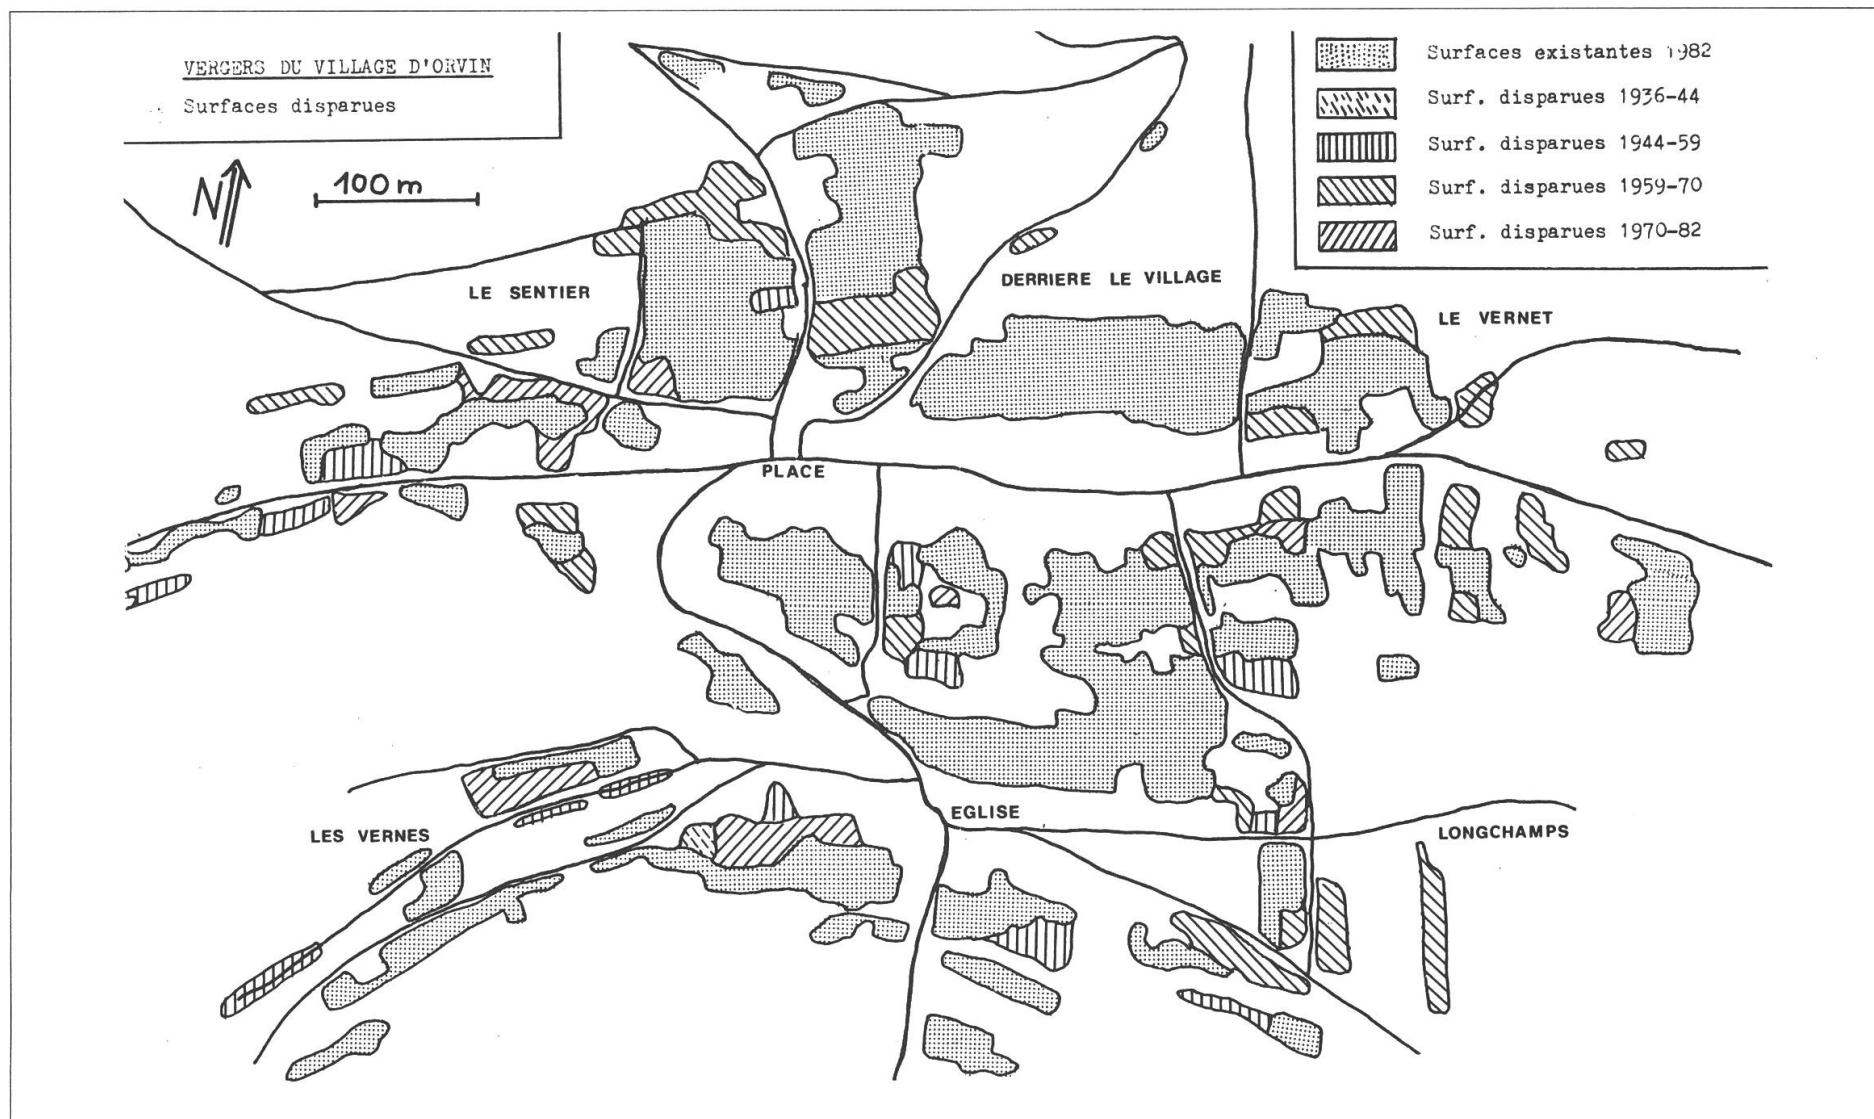 VERGERS DU VILLAGE D'ORVIN
Surfaces disparues
N
100 m
Surfaces existantes 1982
Surf. disparues 1936-44
Surf. disparues 1944-59
Surf. disparues 1959-70
Surf. disparues 1970-82
LE SENTIER
DERRIERE LE VILLAGE
LE VERNET
PLACE
EGLISE
LES VERNES
LONGCHAMPS